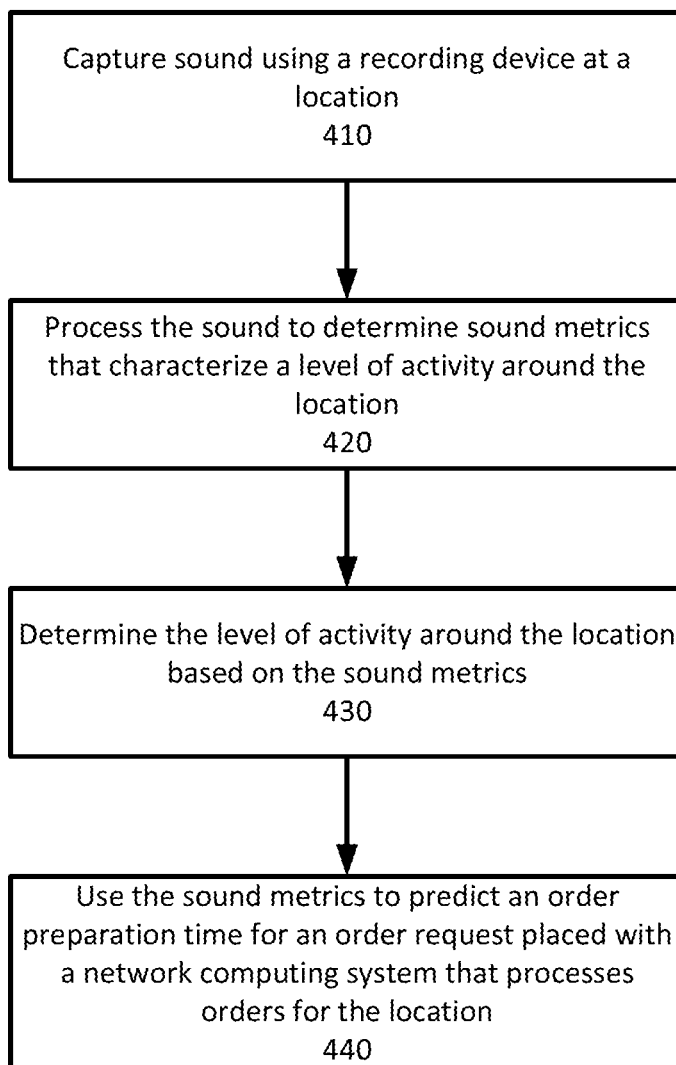 Capture sound using a recording device at a
location
410
Process the sound to determine sound metrics
that characterize a level of activity around the
location
420
Determine the level of activity around the location
based on the sound metrics
430
Use the sound metrics to predict an order
preparation time for an order request placed with
a network computing system that processes
orders for the location
440